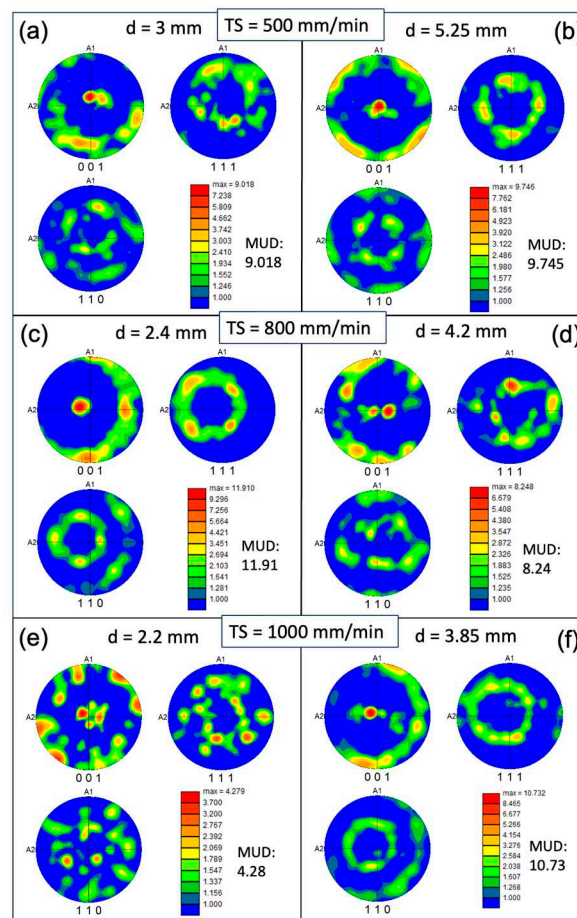 (a) d = 3 mm TS = 500 mm/min d = 5.25 mm (b)
A1
A2
0 0 1
A1
A2
1 1 1
A1
A2
1 1 0
max = 9.018
7.238
5.809
4.662
3.742
3.003
2.410
1.934
1.552
1.246
1.000
MUD:
9.018
A1
A2
0 0 1
A1
A2
1 1 1
A1
A2
1 1 0
max = 9.746
7.762
6.181
4.923
3.920
3.122
2.486
1.980
1.577
1.256
1.000
MUD:
9.745
(c) d = 2.4 mm TS = 800 mm/min d = 4.2 mm (d)
A1
A2
0 0 1
A1
A2
1 1 1
A1
A2
1 1 0
max = 11.910
9.296
7.256
5.664
4.421
3.451
2.694
2.103
1.641
1.281
1.000
MUD:
11.91
A1
A2
0 0 1
A1
A2
1 1 1
A1
A2
1 1 0
max = 8.248
6.679
5.408
4.380
3.547
2.872
2.326
1.883
1.525
1.235
1.000
MUD:
8.24
(e) d = 2.2 mm TS = 1000 mm/min d = 3.85 mm (f)
A1
A2
0 0 1
A1
A2
1 1 1
A1
A2
1 1 0
max = 4.279
3.700
3.200
2.767
2.392
2.069
1.789
1.547
1.337
1.156
1.000
MUD:
4.28
A1
A2
0 0 1
A1
A2
1 1 1
A1
A2
1 1 0
max = 10.732
8.465
6.677
5.266
4.154
3.276
2.584
2.038
1.607
1.268
1.000
MUD:
10.73